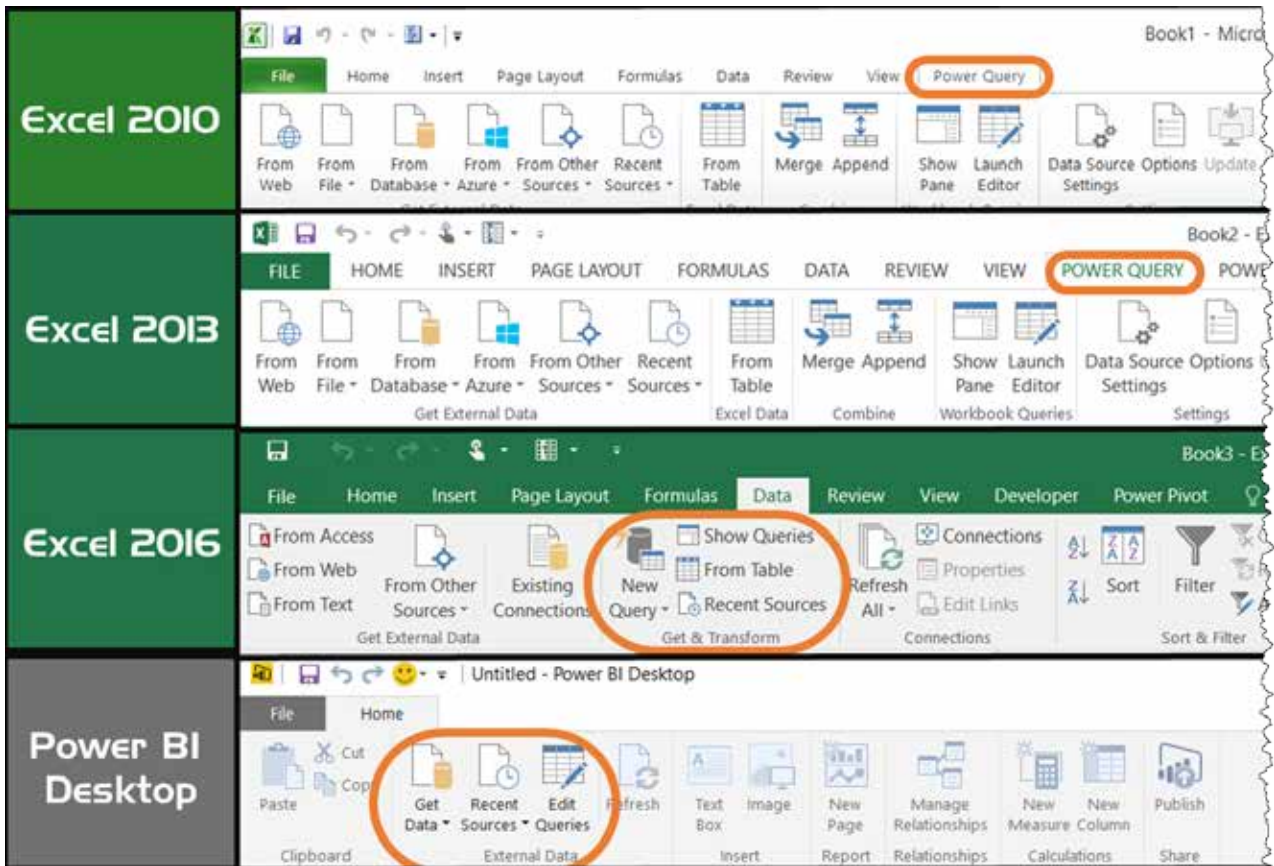 Excel 2010
Book1 - Micro
File Home Insert Page Layout Formulas Data Review View Power Query
From From From From From Other Recent From Merge Append Show Launch Data Source Options Update
Web File Database Azure Sources Sources Table Pane Editor Settings
Excel 2013
Book2 - E
FILE HOME INSERT PAGE LAYOUT FORMULAS DATA REVIEW VIEW POWER QUERY POWE
From From From From From Other Recent From Merge Append Show Launch Data Source Options
Web File Database Azure Sources Sources Table Pane Editor Settings
Get External Data Excel Data Combine Workbook Queries Settings
Excel 2016
Book3 - E
File Home Insert Page Layout Formulas Data Review View Developer Power Pivot
From Access Show Queries Connections
From Web From Other Existing New From Table Refresh Properties Sort Filter
From Text Sources Connections Query Recent Sources All Edit Links
Get External Data Get & Transform Connections Sort & Filter
Power BI
Desktop
Untitled - Power BI Desktop
File Home
Cut
Copy
Paste Get Recent Edit Refresh Text Image New Manage New New Publish
Data Sources Queries Box Page Relationships Measure Column
Clipboard External Data Insert Report Relationships Calculations Share